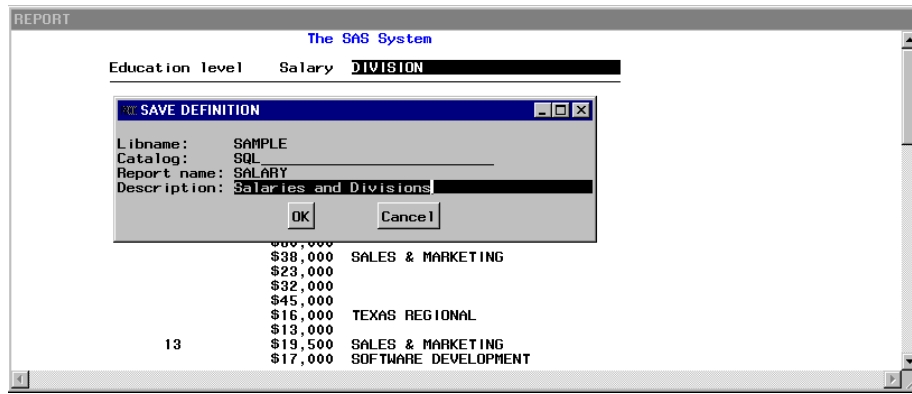 REPORT
The SAS System
Education level Salary DIVISION
SAVE DEFINITION
Libname: SAMPLE
Catalog: SQL
Report name: SALARY
Description: Salaries and Divisions
OK Cancel
$38,000 SALES & MARKETING
$23,000
$32,000
$45,000
$16,000 TEXAS REGIONAL
$13,000
13 $19,500 SALES & MARKETING
$17,000 SOFTWARE DEVELOPMENT